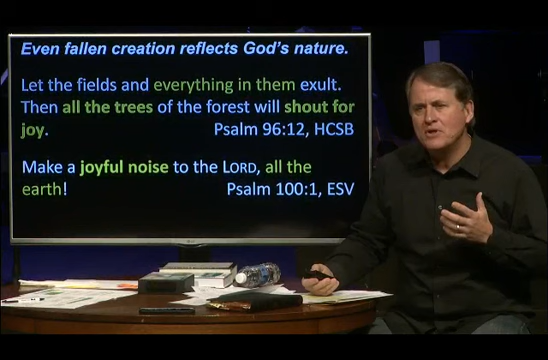 Even fallen creation reflects God's nature.
Let the fields and everything in them exult.
Then all the trees of the forest will shout for
joy. Psalm 96:12, HCSB
Make a joyful noise to the LORD, all the
earth! Psalm 100:1, ESV